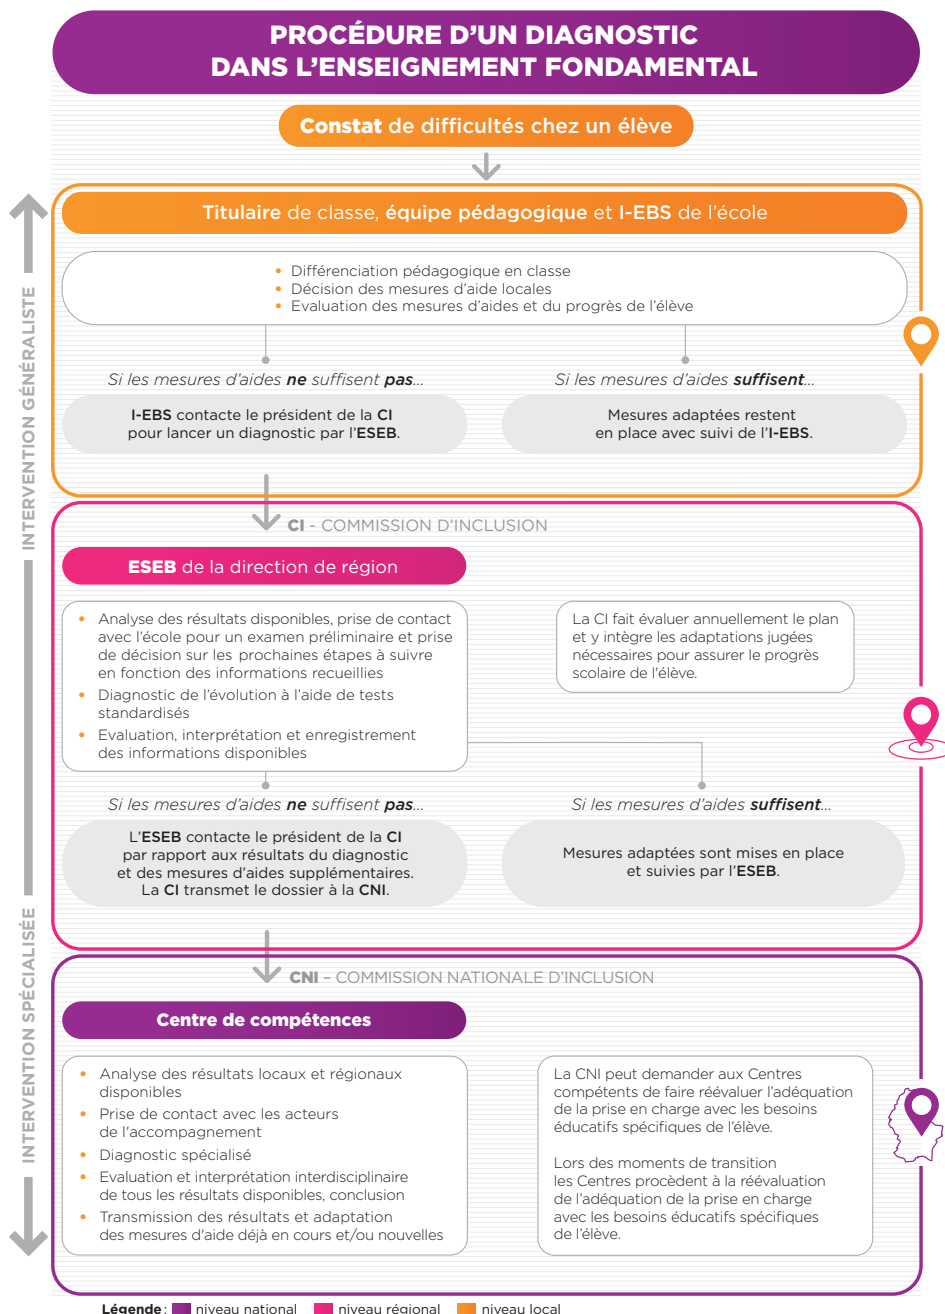 PROCÉDURE D'UN DIAGNOSTIC
DANS L'ENSEIGNEMENT FONDAMENTAL
Constat de difficultés chez un élève
INTERVENTION GÉNÉRALISTE
Titulaire de classe, équipe pédagogique et I-EBS de l'école
• Différenciation pédagogique en classe
• Décision des mesures d'aide locales
• Evaluation des mesures d'aides et du progrès de l'élève
Si les mesures d'aides ne suffisent pas...
I-EBS contacte le président de la CI
pour lancer un diagnostic par l'ESEB.
Si les mesures d'aides suffisent...
Mesures adaptées restent
en place avec suivi de l'I-EBS.
CI - COMMISSION D'INCLUSION
ESEB de la direction de région
• Analyse des résultats disponibles, prise de contact
avec l'école pour un examen préliminaire et prise
de décision sur les prochaines étapes à suivre
en fonction des informations recueillies
• Diagnostic de l'évolution à l'aide de tests
standardisés
• Evaluation, interprétation et enregistrement
des informations disponibles
La CI fait évaluer annuellement le plan
et y intègre les adaptations jugées
nécessaires pour assurer le progrès
scolaire de l'élève.
Si les mesures d'aides ne suffisent pas...
L'ESEB contacte le président de la CI
par rapport aux résultats du diagnostic
et des mesures d'aides supplémentaires.
La CI transmet le dossier à la CNI.
Si les mesures d'aides suffisent...
Mesures adaptées sont mises en place
et suivies par l'ESEB.
INTERVENTION SPÉCIALISÉE
CNI – COMMISSION NATIONALE D'INCLUSION
Centre de compétences
• Analyse des résultats locaux et régionaux
disponibles
• Prise de contact avec les acteurs
de l'accompagnement
• Diagnostic spécialisé
• Evaluation et interprétation interdisciplinaire
de tous les résultats disponibles, conclusion
• Transmission des résultats et adaptation
des mesures d'aide déjà en cours et/ou nouvelles
La CNI peut demander aux Centres
compétents de faire réévaluer l'adéquation
de la prise en charge avec les besoins
éducatifs spécifiques de l'élève.
Lors des moments de transition
les Centres procèdent à la réévaluation
de l'adéquation de la prise en charge
avec les besoins éducatifs spécifiques
de l'élève.
Légende : niveau national niveau régional niveau local